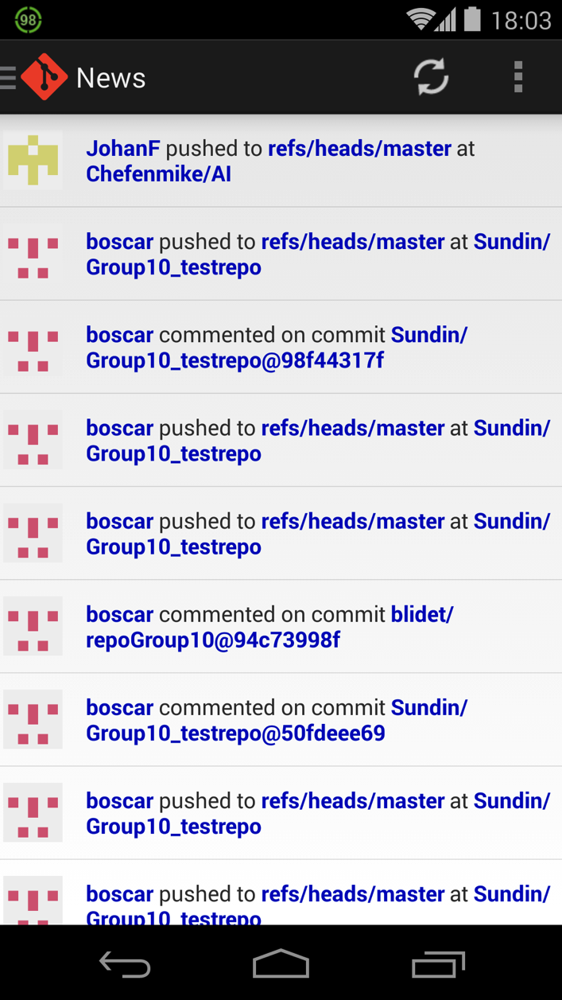 98 18:03
News
JohanF pushed to refs/heads/master at
Chefenmike/AI
boscar pushed to refs/heads/master at Sundin/
Group10_testrepo
boscar commented on commit Sundin/
Group10_testrepo@98f44317f
boscar pushed to refs/heads/master at Sundin/
Group10_testrepo
boscar pushed to refs/heads/master at Sundin/
Group10_testrepo
boscar commented on commit blidet/
repoGroup10@94c73998f
boscar commented on commit Sundin/
Group10_testrepo@50fdeee69
boscar pushed to refs/heads/master at Sundin/
Group10_testrepo
boscar pushed to refs/heads/master at Sundin/
Group10_testrepo